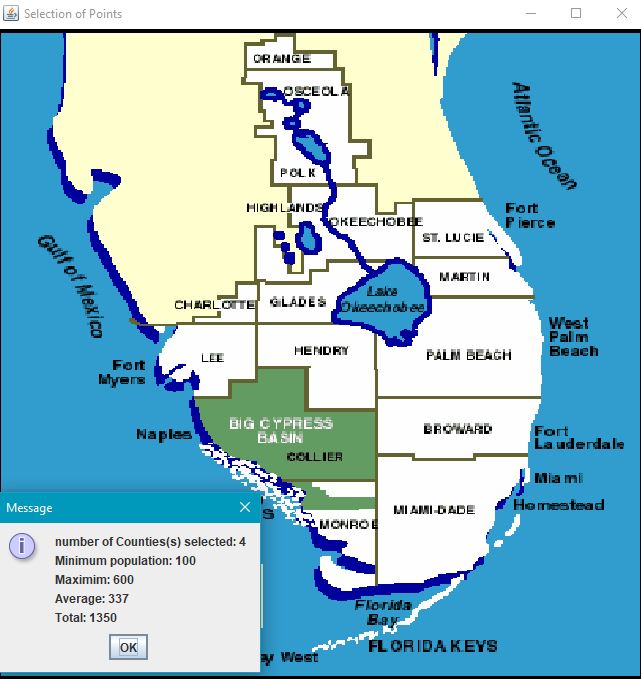 Selection of Points
ORANGE
OSCEOLA
Atlantic Ocean
POLK
HIGHLANDS
OKEECHOBEE
Fort
Pierce
ST. LUCIE
Gulf of Mexico
MARTIN
CHARLOTTE
GLADES
Lake
Okeechobee
West
Palm
Beach
LEE
HENDRY
PALM BEACH
Fort
Myers
BIG CYPRESS
BASIN
Naples
BROWARD
Fort
Lauderdale
COLLIER
Miami
Homestead
MIAMI-DADE
MONROE
Message
number of Counties(s) selected: 4
Minimum population: 100
Maximim: 600
Average: 337
Total: 1350
OK
Florida
Bay
FLORIDA KEYS
West